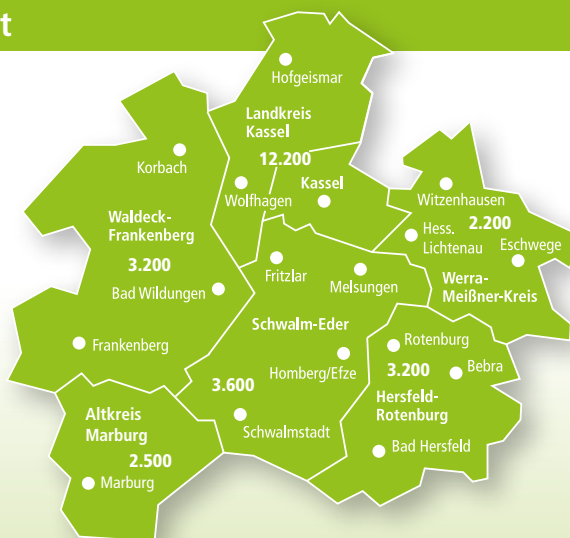 t
Hofgeismar
Landkreis
Kassel
12.200
Kassel
Wolfhagen
Korbach
Waldeck-
Frankenberg
3.200
Bad Wildungen
Frankenberg
Witzenhausen
2.200
Hess.
Lichtenau
Eschwege
Werra-
Meißner-Kreis
Fritzlar
Melsungen
Schwalm-Eder
Homberg/Efze
3.600
Schwalmstadt
Rotenburg
3.200
Bebra
Hersfeld-
Rotenburg
Bad Hersfeld
Altkreis
Marburg
2.500
Marburg